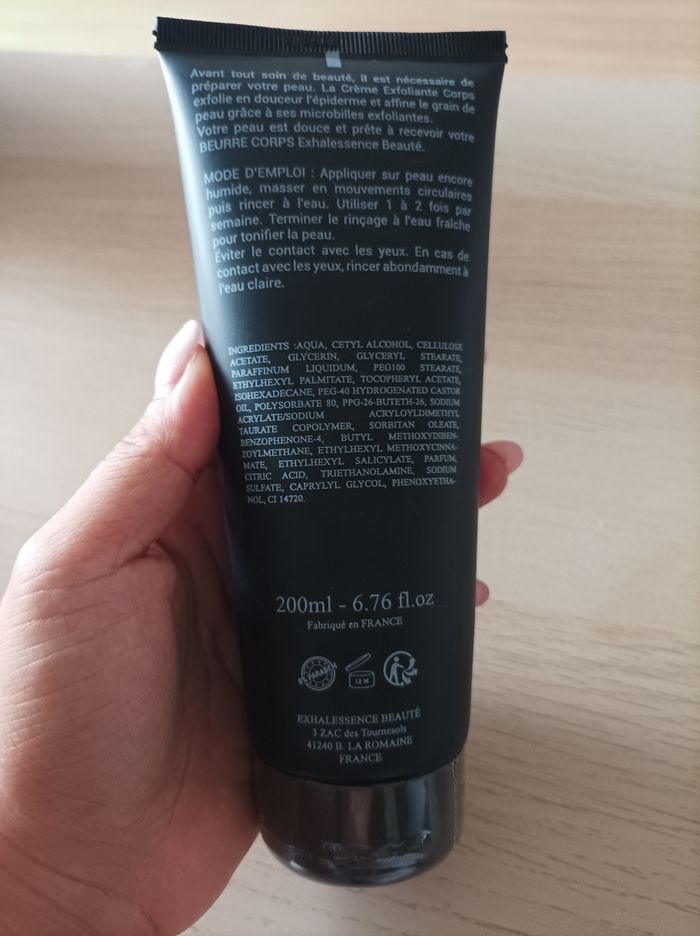 Avant tout soin de beauté, il est nécessaire de
préparer votre peau. La Crème Exfoliante Corps
exfolie en douceur l'épiderme et affine le grain de
peau grâce à ses microbilles exfoliantes.
Votre peau est douce et prête à recevoir votre
BEURRE CORPS Exhalessence Beauté.
MODE D'EMPLOI : Appliquer sur peau encore
humide, masser en mouvements circulaires
puis rincer à l'eau. Utiliser 1 à 2 fois par
semaine. Terminer le rinçage à l'eau fraîche
pour tonifier la peau.
Éviter le contact avec les yeux. En cas de
contact avec les yeux, rincer abondamment à
l'eau claire.
INGREDIENTS :AQUA, CETYL ALCOHOL, CELLULOSE
ACETATE, GLYCERIN, GLYCERYL STEARATE,
PARAFFINUM LIQUIDUM, PEG100 STEARATE,
ETHYLHEXYL PALMITATE, TOCOPHERYL ACETATE,
ISOHEXADECANE, PEG-40 HYDROGENATED CASTOR
OIL, POLYSORBATE 80, PPG-26-BUTETH-26, SODIUM
ACRYLATE/SODIUM ACRYLOYLDIMETHYL
TAURATE COPOLYMER, SORBITAN OLEATE,
BENZOPHENONE-4, BUTYL METHOXYDIBEN-
ZOYLMETHANE, ETHYLHEXYL METHOXYCINNA-
MATE, ETHYLHEXYL SALICYLATE, PARFUM,
CITRIC ACID, TRIETHANOLAMINE, SODIUM
SULFATE, CAPRYLYL GLYCOL, PHENOXYETHA-
NOL, CI 14720.
200ml - 6.76 fl.oz
Fabriqué en FRANCE
PARABEN
12 M
EXHALESSENCE BEAUTÉ
3 ZAC des Tournesols
41240 B. LA ROMAINE
FRANCE